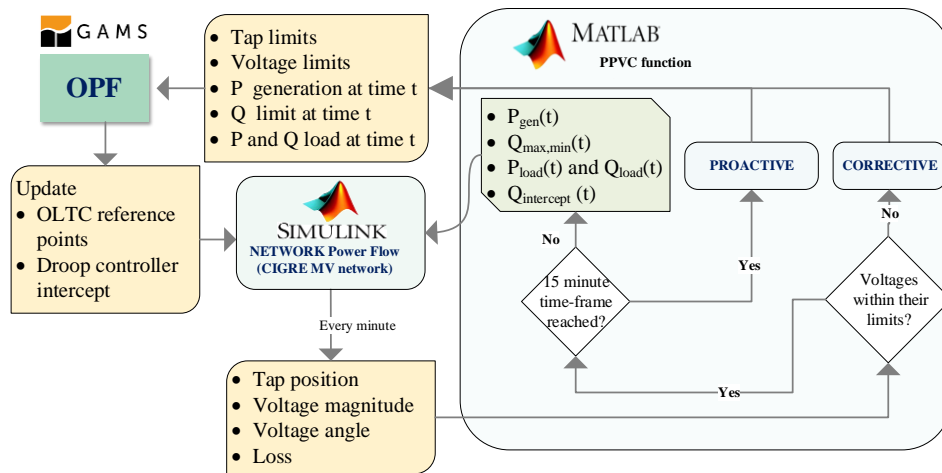 GAMS
OPF
• Tap limits
• Voltage limits
• P generation at time t
• Q limit at time t
• P and Q load at time t
MATLAB
PPVC function
• Pgen(t)
• Qmax,min(t)
• Pload(t) and Qload(t)
• Qintercept (t)
PROACTIVE
CORRECTIVE
Update
• OLTC reference
points
• Droop controller
intercept
SIMULINK
NETWORK Power Flow
(CIGRE MV network)
No
Yes
No
15 minute
time-frame
reached?
Voltages
within their
limits?
Every minute
Yes
• Tap position
• Voltage magnitude
• Voltage angle
• Loss